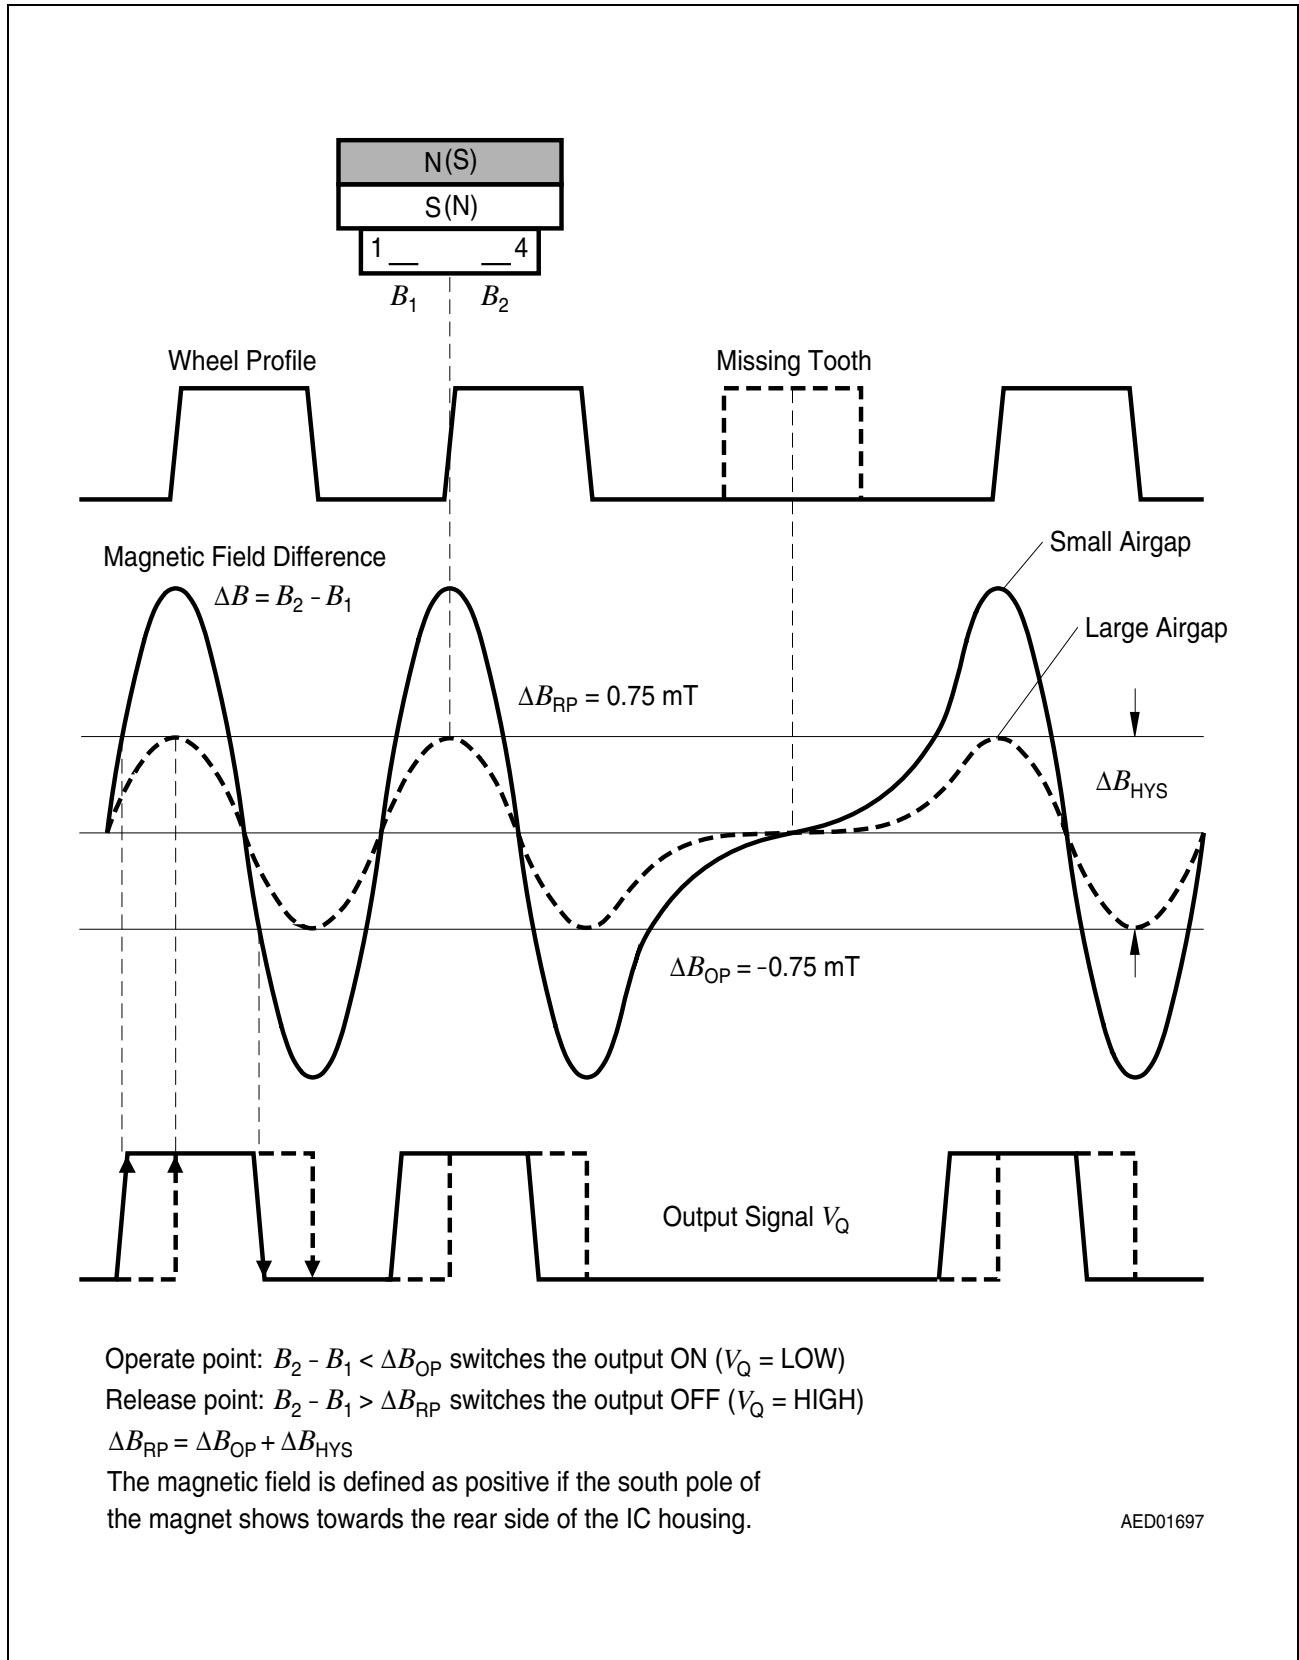 N(S)
S(N)
1 4
B1 B2
Wheel Profile
Missing Tooth
Magnetic Field Difference
ΔB = B2 - B1
Small Airgap
Large Airgap
ΔBRP = 0.75 mT
ΔBHYS
ΔBOP = -0.75 mT
Output Signal VQ
Operate point: B2 - B1 < ΔBOP switches the output ON (VQ = LOW)
Release point: B2 - B1 > ΔBRP switches the output OFF (VQ = HIGH)
ΔBRP = ΔBOP + ΔBHYS
The magnetic field is defined as positive if the south pole of
the magnet shows towards the rear side of the IC housing.
AED01697